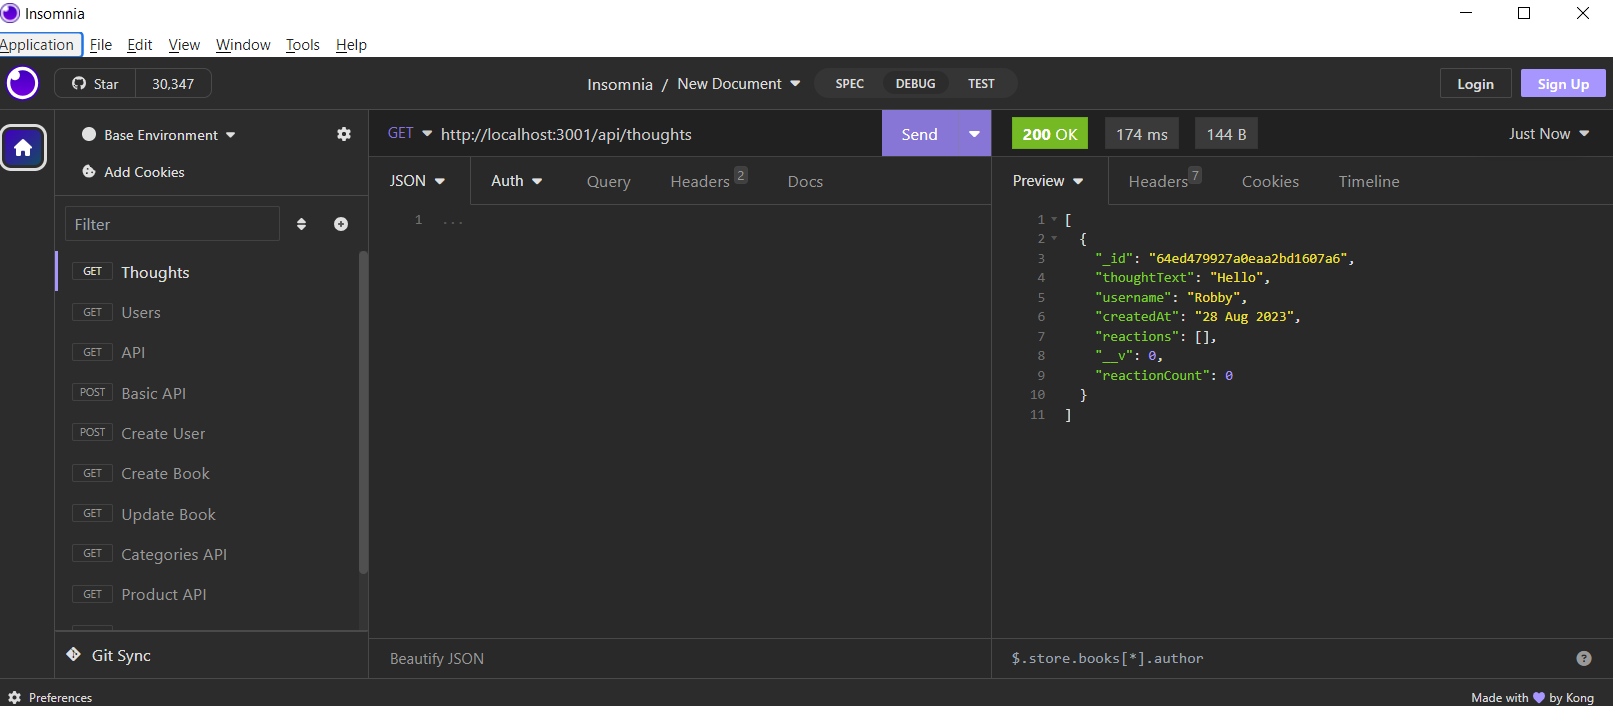 Insomnia
Application File Edit View Window Tools Help
Star 30,347
Insomnia / New Document
SPEC DEBUG TEST
Login Sign Up
Base Environment
Add Cookies
Filter
GET Thoughts
GET Users
GET API
POST Basic API
POST Create User
GET Create Book
GET Update Book
GET Categories API
GET Product API
Git Sync
GET http://localhost:3001/api/thoughts Send
JSON Auth Query Headers 2 Docs
1 ...
Beautify JSON
200 OK 174 ms 144 B Just Now
Preview Headers 7 Cookies Timeline
1 [
2 {
3 "_id": "64ed479927a0eaa2bd1607a6",
4 "thoughtText": "Hello",
5 "username": "Robby",
6 "createdAt": "28 Aug 2023",
7 "reactions": [],
8 "__v": 0,
9 "reactionCount": 0
10 }
11 ]
$.store.books[*].author ?
Preferences
Made with 💜 by Kong